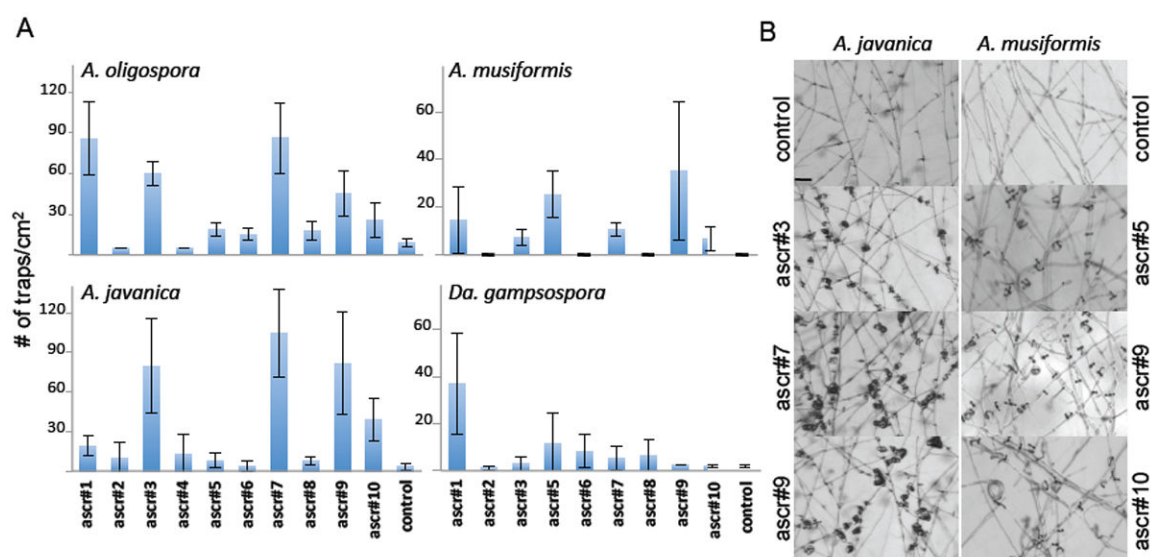 A
B
A. javanica A. musiformis
# of traps/cm²
A. oligospora
120
90
60
30
A. musiformis
60
40
20
A. javanica
120
90
60
30
ascr#1 ascr#2 ascr#3 ascr#4 ascr#5 ascr#6 ascr#7 ascr#8 ascr#9 ascr#10 control
Da. gampsospora
60
40
20
ascr#1 ascr#2 ascr#3 ascr#5 ascr#6 ascr#7 ascr#8 ascr#9 ascr#10 control
control control
ascr#3 ascr#5
ascr#7 ascr#9
ascr#9 ascr#10